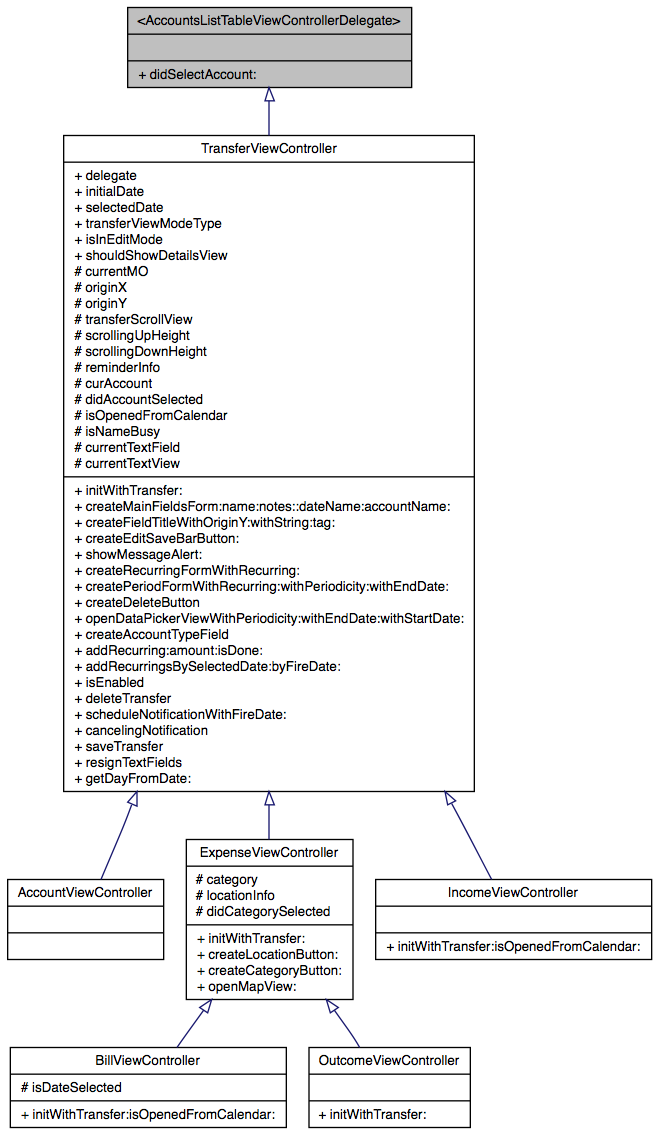 <AccountsListTableViewControllerDelegate>
+ didSelectAccount:
TransferViewController
+ delegate
+ initialDate
+ selectedDate
+ transferViewModeType
+ isInEditMode
+ shouldShowDetailsView
# currentMO
# originX
# originY
# transferScrollView
# scrollingUpHeight
# scrollingDownHeight
# reminderInfo
# curAccount
# didAccountSelected
# isOpenedFromCalendar
# isNameBusy
# currentTextField
# currentTextView
+ initWithTransfer:
+ createMainFieldsForm:name:notes::dateName:accountName:
+ createFieldTitleWithOriginY:withString:tag:
+ createEditSaveBarButton:
+ showMessageAlert:
+ createRecurringFormWithRecurring:
+ createPeriodFormWithRecurring:withPeriodicity:withEndDate:
+ createDeleteButton
+ openDataPickerViewWithPeriodicity:withEndDate:withStartDate:
+ createAccountTypeField
+ addRecurring:amount:isDone:
+ addRecurringsBySelectedDate:byFireDate:
+ isEnabled
+ deleteTransfer
+ scheduleNotificationWithFireDate:
+ cancelingNotification
+ saveTransfer
+ resignTextFields
+ getDayFromDate:
AccountViewController
ExpenseViewController
# category
# locationInfo
# didCategorySelected
+ initWithTransfer:
+ createLocationButton:
+ createCategoryButton:
+ openMapView:
IncomeViewController
+ initWithTransfer:isOpenedFromCalendar:
BillViewController
# isDateSelected
+ initWithTransfer:isOpenedFromCalendar:
OutcomeViewController
+ initWithTransfer: